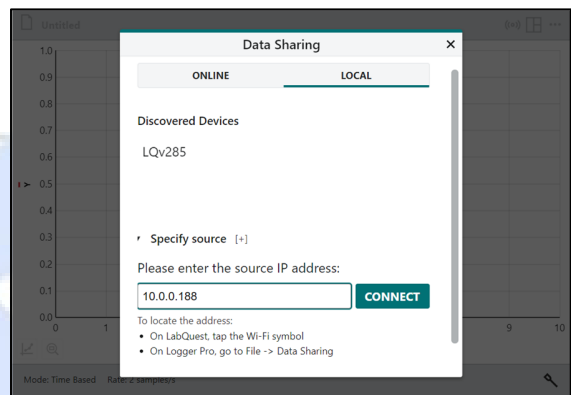 Untitled
Data Sharing
×
ONLINE LOCAL
Discovered Devices
LQv285
Specify source [+]
Please enter the source IP address:
10.0.0.188 CONNECT
To locate the address:
• On LabQuest, tap the Wi-Fi symbol
• On Logger Pro, go to File -> Data Sharing
1.0
0.9
0.8
0.7
0.6
Y
0.5
0.4
0.3
0.2
0.1
0.0
0 1 9 10
Mode: Time Based Rate: 2 samples/s